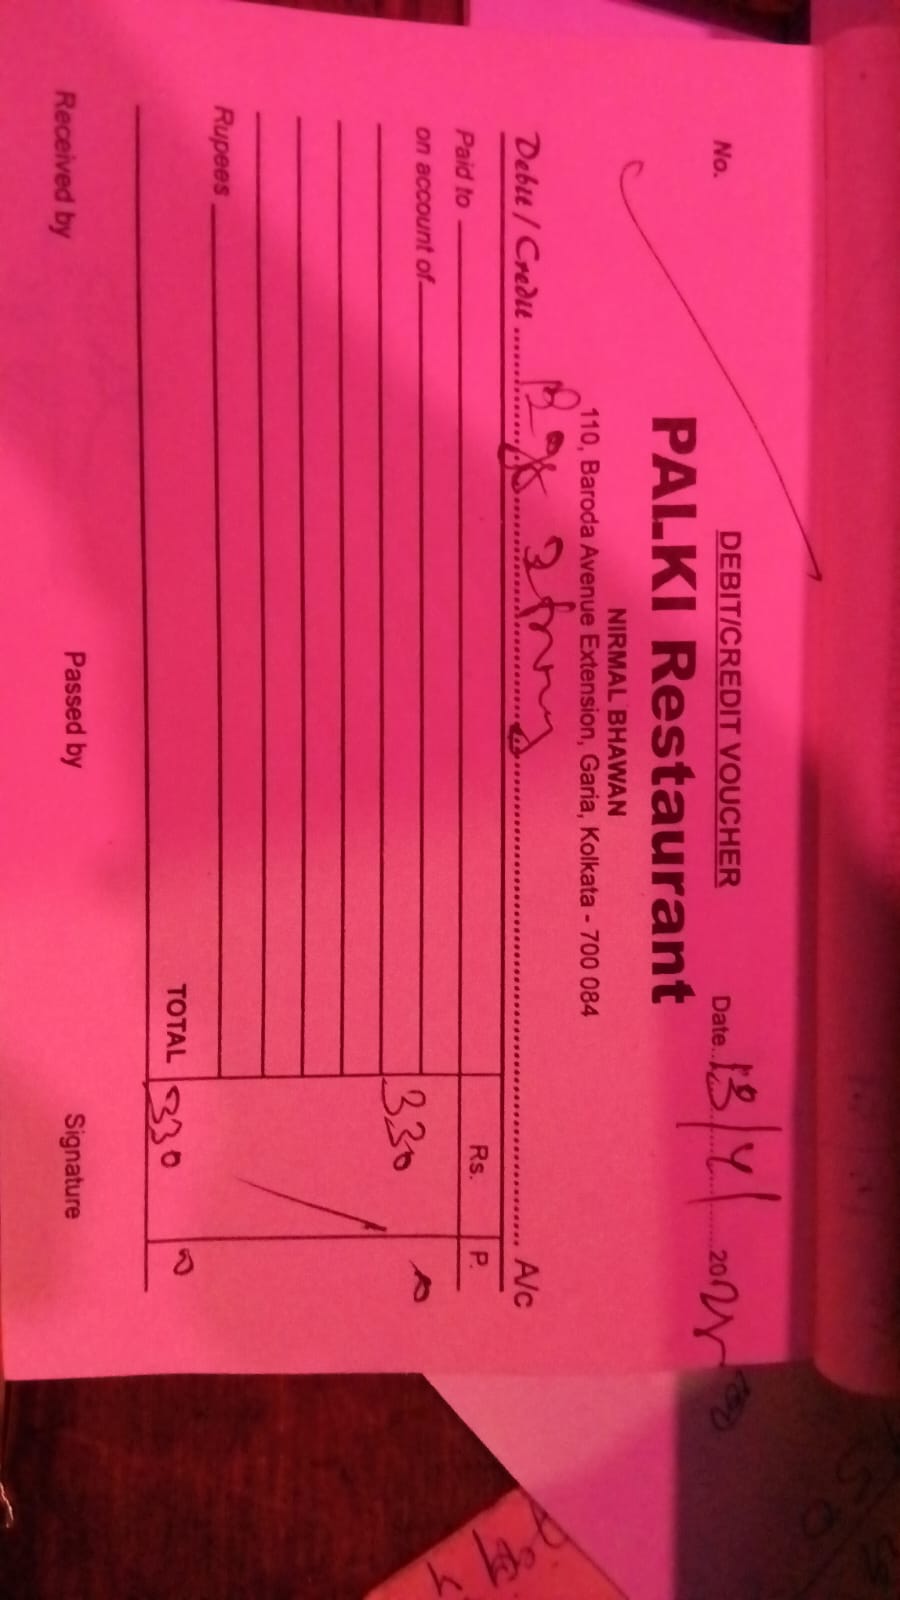 DEBIT/CREDIT VOUCHER
No.
Date 13/4/ 2025
PALKI Restaurant
NIRMAL BHAWAN
110, Baroda Avenue Extension, Garia, Kolkata - 700 084
Debit / Credit A/c
Paid to Rs. P.
on account of
330 0
Rupees
TOTAL 330 0
Received by Passed by Signature